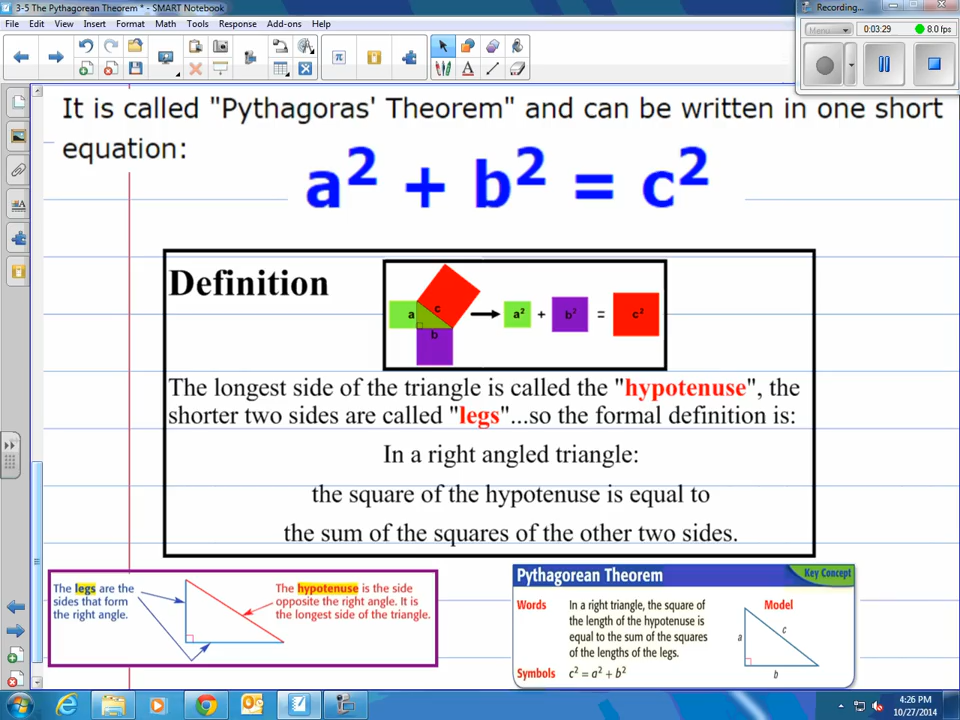 3-5 The Pythagorean Theorem * - SMART Notebook
Recording...
File Edit View Insert Format Math Tools Response Add-ons Help
Menu 00:03:29 8.0 fps
It is called "Pythagoras' Theorem" and can be written in one short
equation:
a² + b² = c²
Definition
a c b a² + b² = c²
The longest side of the triangle is called the "hypotenuse", the
shorter two sides are called "legs"...so the formal definition is:
In a right angled triangle:
the square of the hypotenuse is equal to
the sum of the squares of the other two sides.
The legs are the
sides that form
the right angle.
The hypotenuse is the side
opposite the right angle. It is
the longest side of the triangle.
Pythagorean Theorem Key Concept
Words In a right triangle, the square of
the length of the hypotenuse is
equal to the sum of the squares
of the lengths of the legs.
Symbols c² = a² + b²
Model
a c
b
4:26 PM
10/27/2014